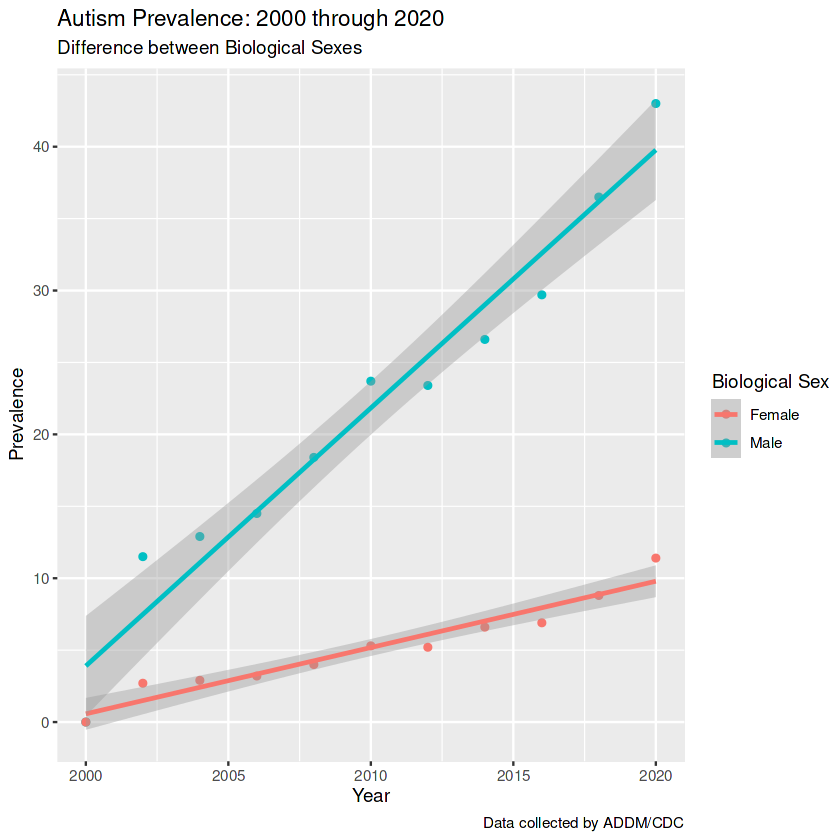 Autism Prevalence: 2000 through 2020
Difference between Biological Sexes
Prevalence
40
30
20
10
0
2000 2005 2010 2015 2020
Year
Biological Sex
Female
Male
Data collected by ADDM/CDC